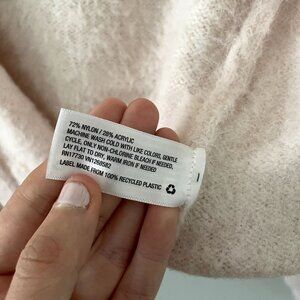 72% NYLON / 28% ACRYLIC
MACHINE WASH COLD WITH LIKE COLORS, GENTLE
CYCLE, ONLY NON-CHLORINE BLEACH IF NEEDED,
LAY FLAT TO DRY, WARM IRON IF NEEDED
RN17730 VN1268582
LABEL MADE FROM 100% RECYCLED PLASTIC